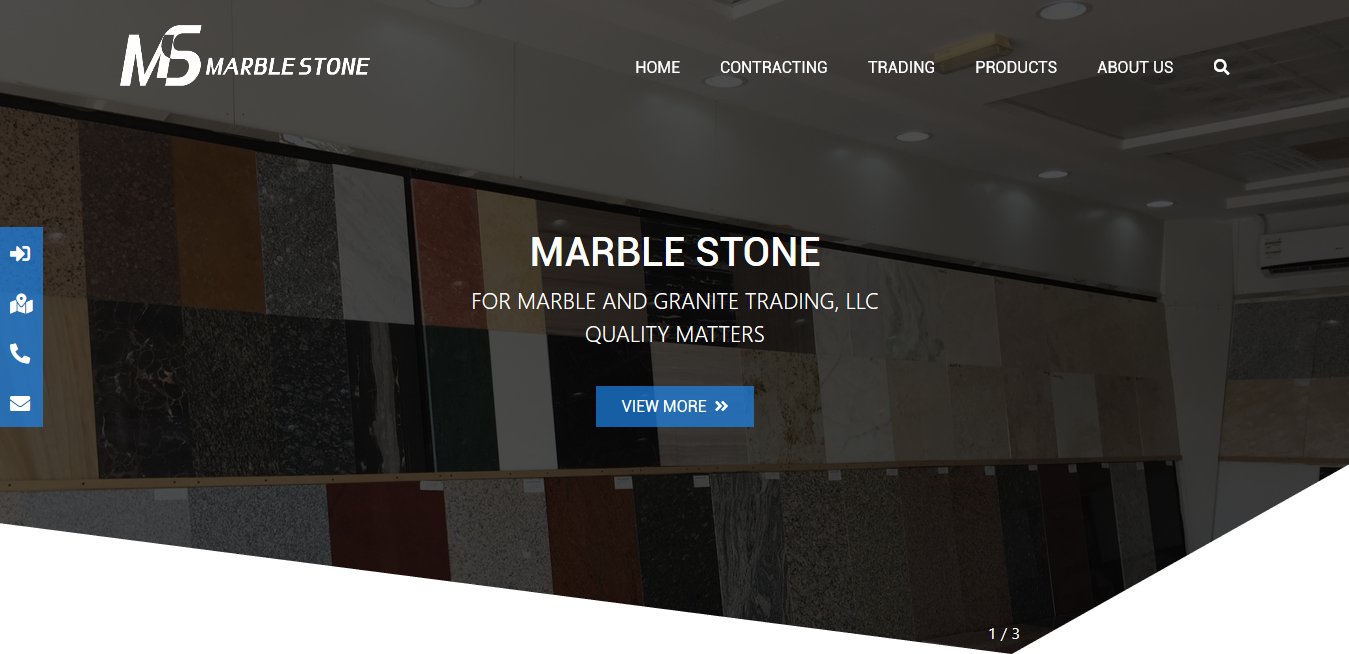 MS MARBLE STONE
HOME CONTRACTING TRADING PRODUCTS ABOUT US
MARBLE STONE
FOR MARBLE AND GRANITE TRADING, LLC
QUALITY MATTERS
VIEW MORE
1 / 3